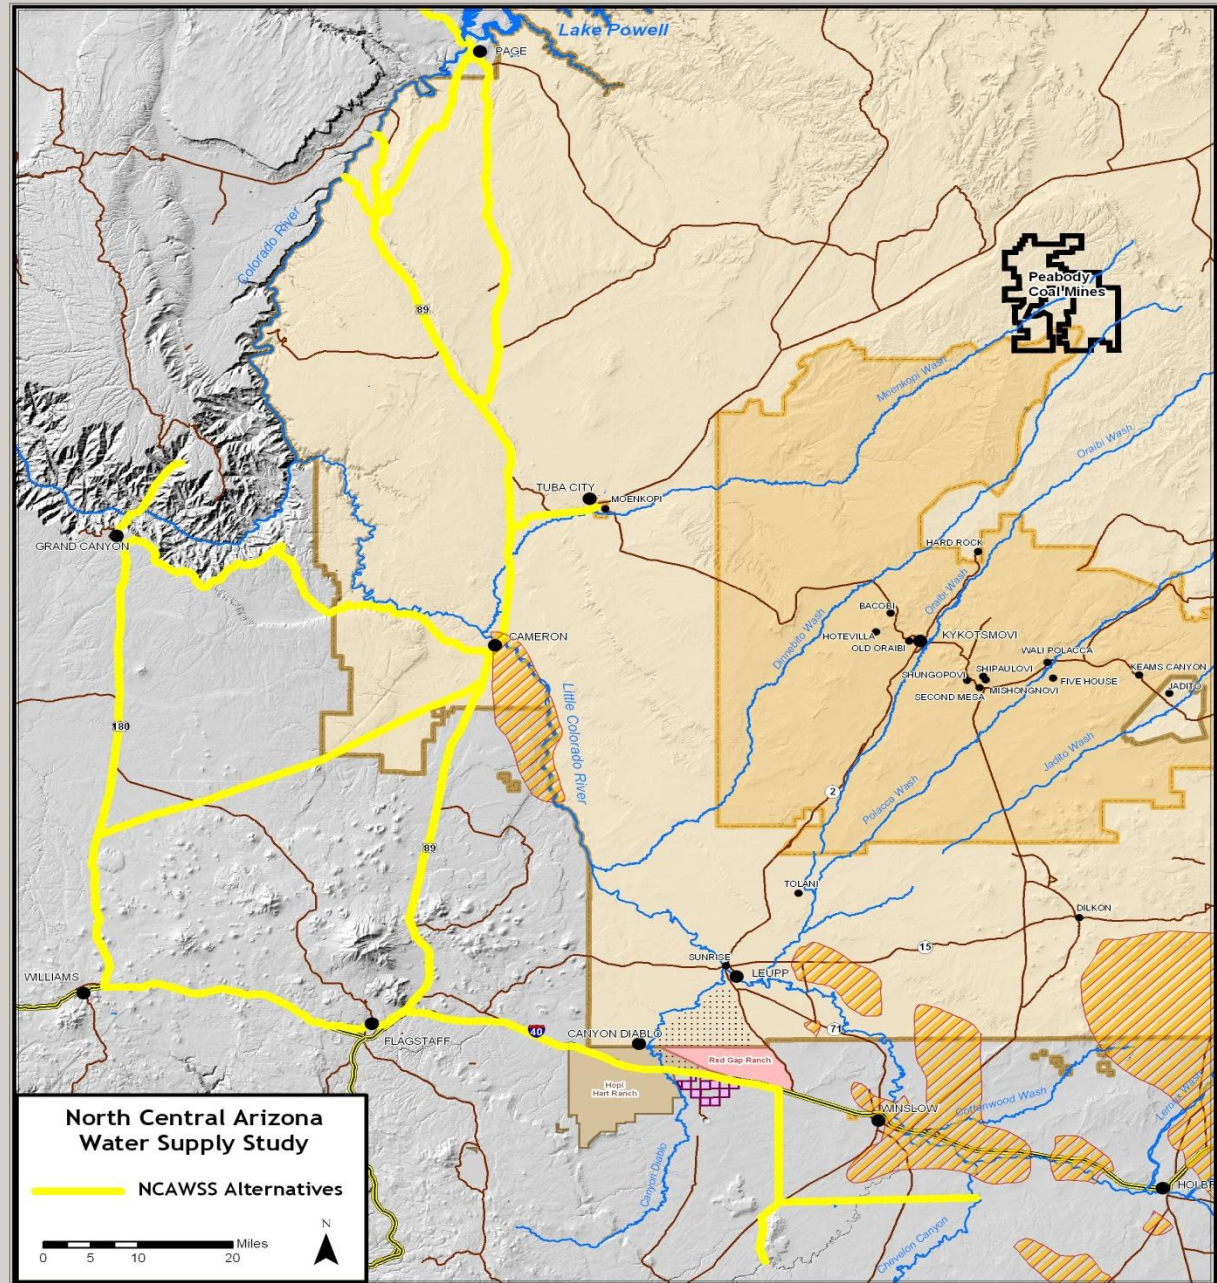 Lake Powell
PAGE
Colorado River
89
Peabody
Coal Mines
Moenkopi Wash
Oraibi Wash
TUBA CITY
MOENKOPI
GRAND CANYON
HARD ROCK
Oraibi Wash
Dinnebito Wash
BACOBI
HOTEVILLA
OLD ORAIBI
KYKOTSMOVI
CAMERON
WALI POLACCA
SHUNGOPOVI
SHIPAULOVI
KEAMS CANYON
SECOND MESA
MISHONGNOVI
FIVE HOUSE
JADITO
180
Little Colorado River
Jadito Wash
2
Polacca Wash
89
TOLANI
DILKON
15
SUNRISE
LEUPP
WILLIAMS
FLAGSTAFF
40
CANYON DIABLO
71
Red Gap Ranch
Hopi
Hart Ranch
WINSLOW
Cottonwood Wash
Leroux Wash
Canyon Diablo
HOLBR
Chevelon Canyon
North Central Arizona
Water Supply Study
NCAWSS Alternatives
N
Miles
0 5 10 20